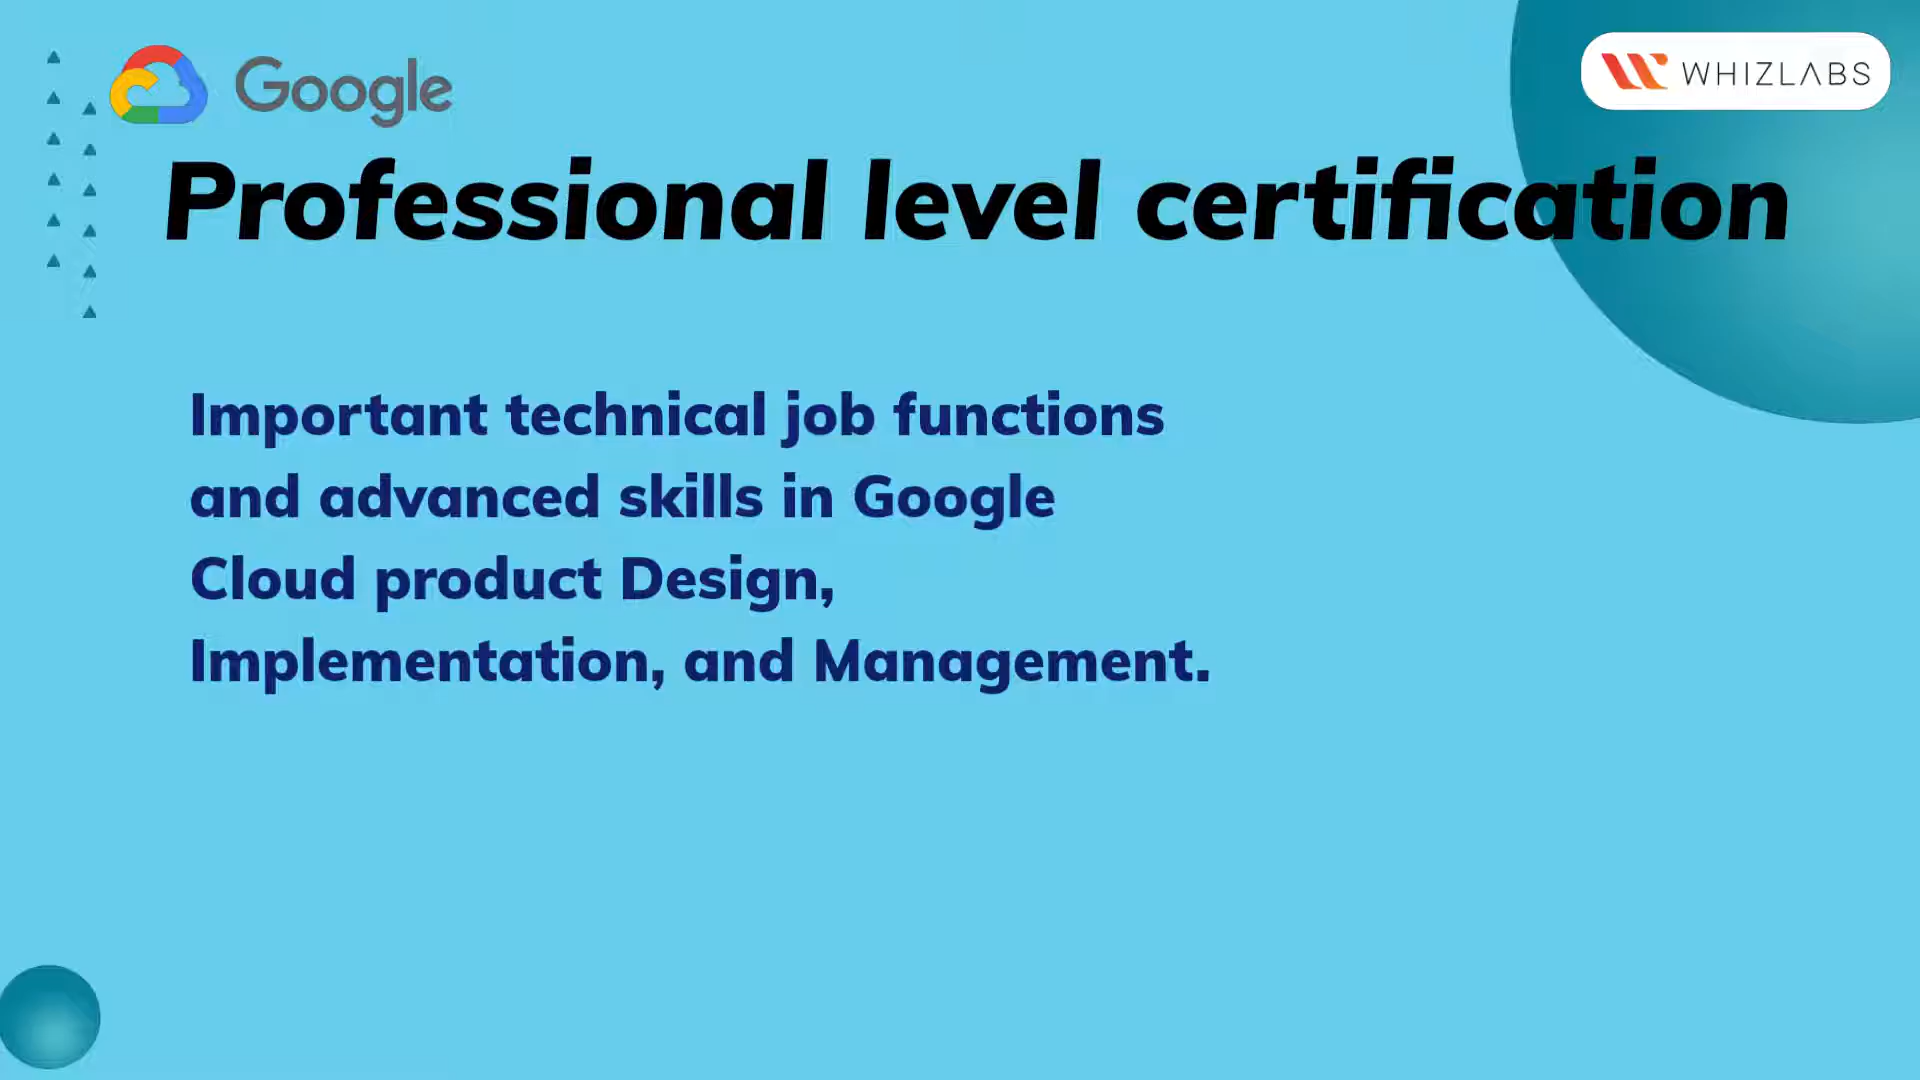 Google
WHIZLABS
Professional level certification
Important technical job functions
and advanced skills in Google
Cloud product Design,
Implementation, and Management.